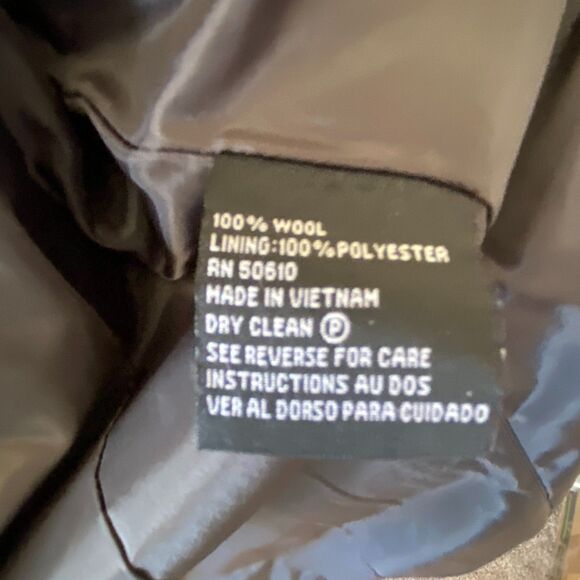 100% WOOL
LINING:100%POLYESTER
RN 50610
MADE IN VIETNAM
DRY CLEAN Ⓟ
SEE REVERSE FOR CARE
INSTRUCTIONS AU DOS
VER AL DORSO PARA CUIDADO